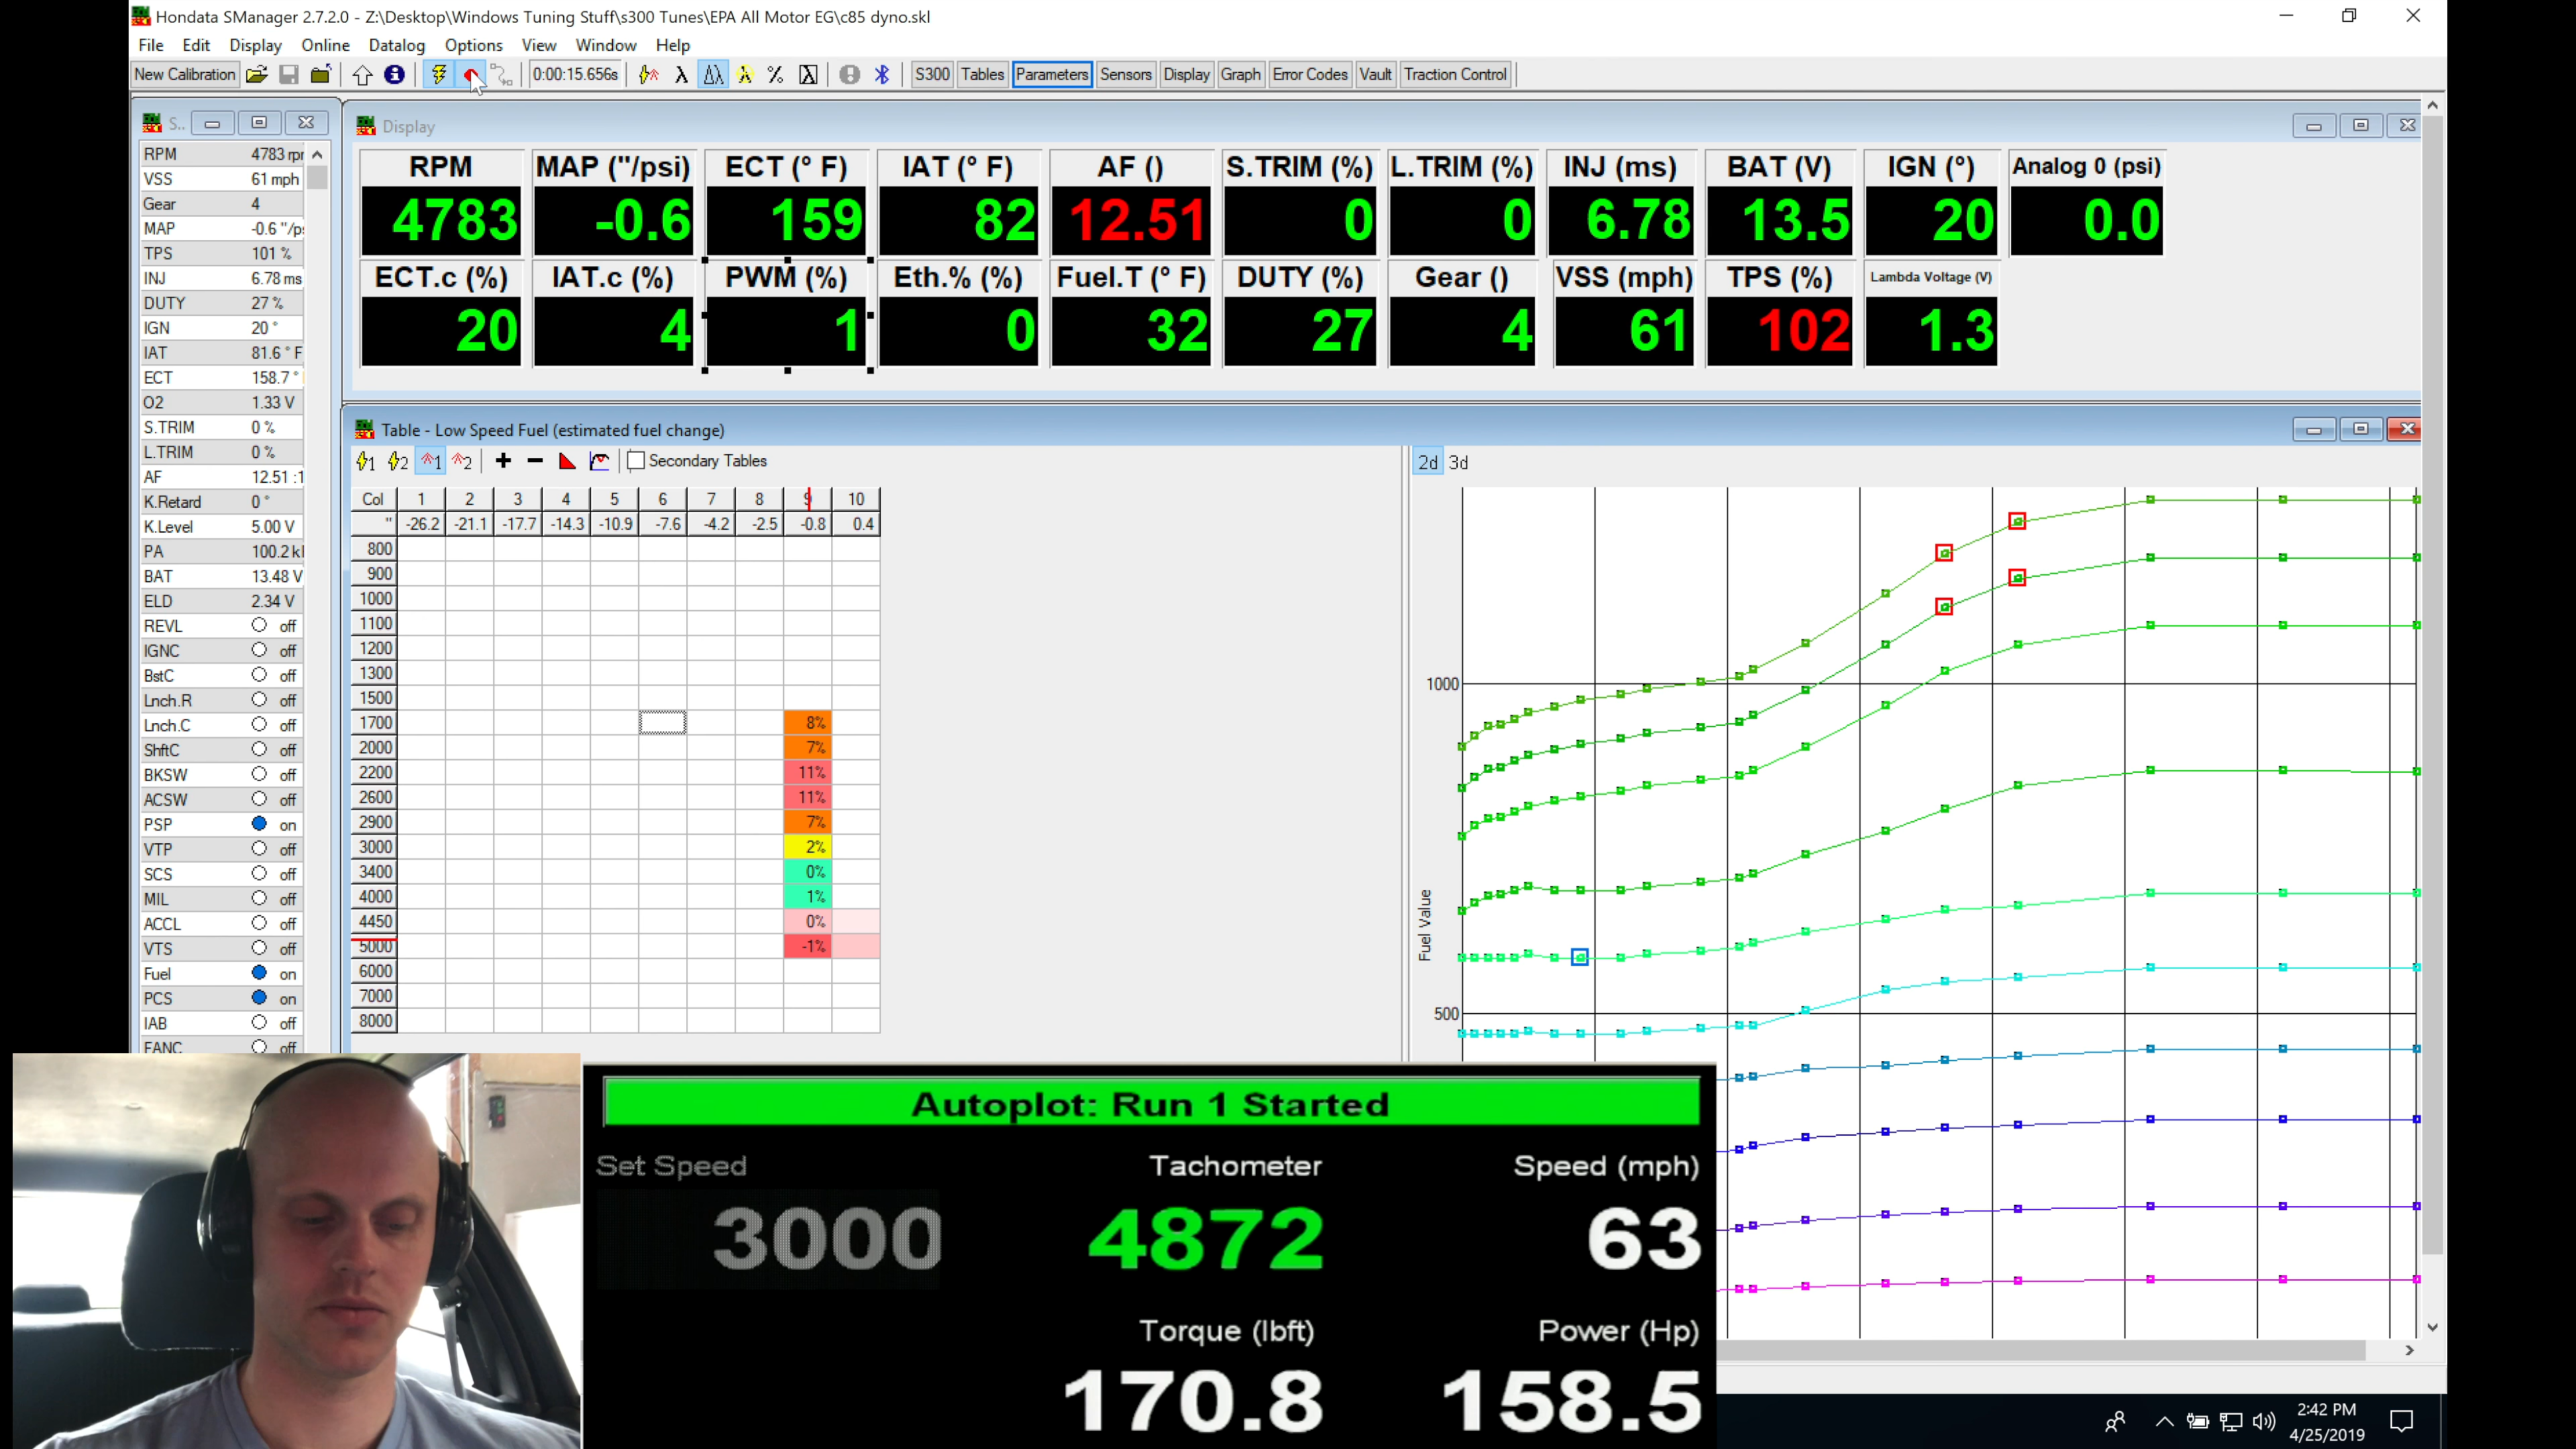 Hondata SManager 2.7.2.0 - Z:\Desktop\Windows Tuning Stuff\s300 Tunes\EPA All Motor EG\c85 dyno.skl
File Edit Display Online Fuel Datalog Options View Window Help
New Calibration 0:00:15.656s S300 Tables Parameters Sensors Display Graph Error Codes Vault Traction Control
S..
RPM 4783 rpr
VSS 61 mph
Gear 4
MAP -0.6 "/p
TPS 101 %
INJ 6.78 ms
DUTY 27 %
IGN 20 °
IAT 81.6 ° F
ECT 158.7 °
O2 1.33 V
S.TRIM 0 %
L.TRIM 0 %
AF 12.51 :1
K.Retard 0 °
K.Level 5.00 V
PA 100.2 k
BAT 13.48 V
ELD 2.34 V
REVL off
IGNC off
BstC off
Lnch.R off
Lnch.C off
ShftC off
BKSW off
ACSW off
PSP on
VTP off
SCS off
MIL off
ACCL off
VTS off
Fuel on
PCS on
IAB off
FANC off
Display
RPM MAP ("/psi) ECT (° F) IAT (° F) AF () S.TRIM (%) L.TRIM (%) INJ (ms) BAT (V) IGN (°) Analog 0 (psi)
4783 -0.6 159 82 12.51 0 0 6.78 13.5 20 0.0
ECT.c (%) IAT.c (%) PWM (%) Eth.% (%) Fuel.T (° F) DUTY (%) Gear () VSS (mph) TPS (%) Lambda Voltage (V)
20 4 1 0 32 27 4 61 102 1.3
Table - Low Speed Fuel (estimated fuel change)
1 2 1 2 Secondary Tables
Col 1 2 3 4 5 6 7 8 9 10
" -26.2 -21.1 -17.7 -14.3 -10.9 -7.6 -4.2 -2.5 -0.8 0.4
800
900
1000
1100
1200
1300
1500
1700 8%
2000 7%
2200 11%
2600 11%
2900 7%
3000 2%
3400 0%
4000 1%
4450 0%
5000 -1%
6000
7000
8000
2d 3d
1000
500
Fuel Value
Autoplot: Run 1 Started
Set Speed Tachometer Speed (mph)
3000 4872 63
Torque (lbft) Power (Hp)
170.8 158.5
2:42 PM
4/25/2019